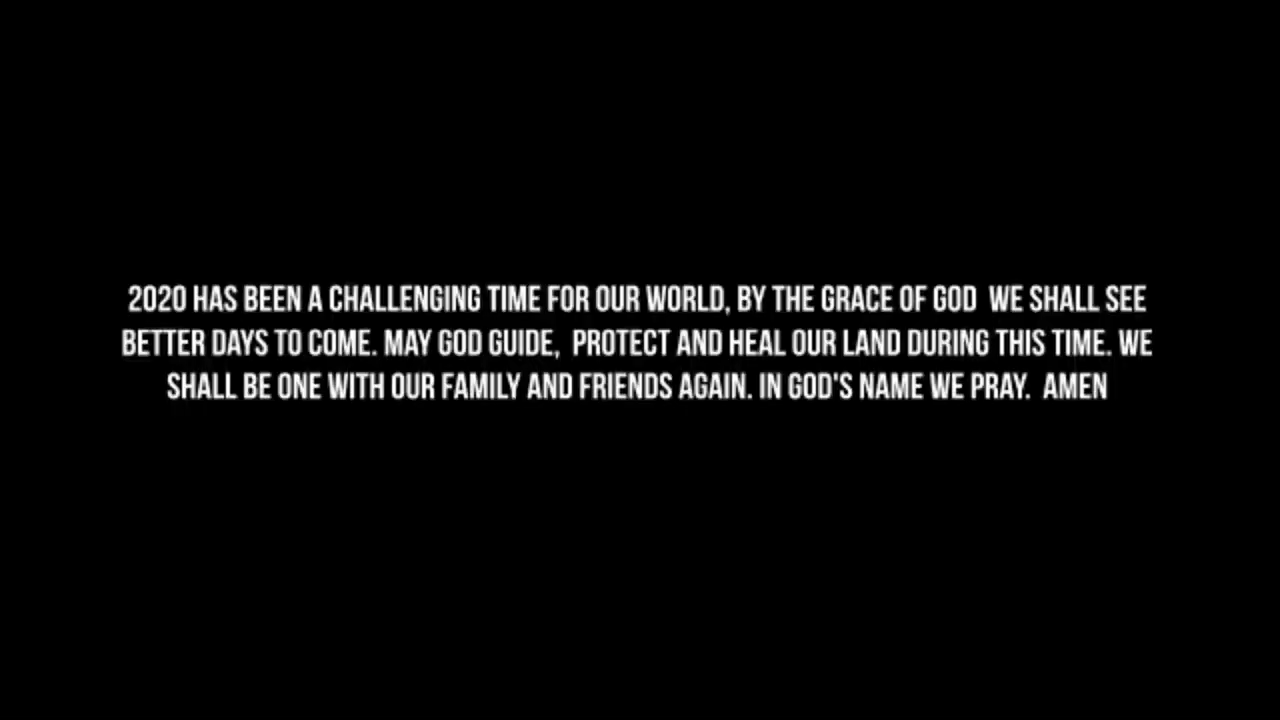 2020 HAS BEEN A CHALLENGING TIME FOR OUR WORLD, BY THE GRACE OF GOD  WE SHALL SEE
BETTER DAYS TO COME. MAY GOD GUIDE,  PROTECT AND HEAL OUR LAND DURING THIS TIME. WE
SHALL BE ONE WITH OUR FAMILY AND FRIENDS AGAIN. IN GOD'S NAME WE PRAY.  AMEN